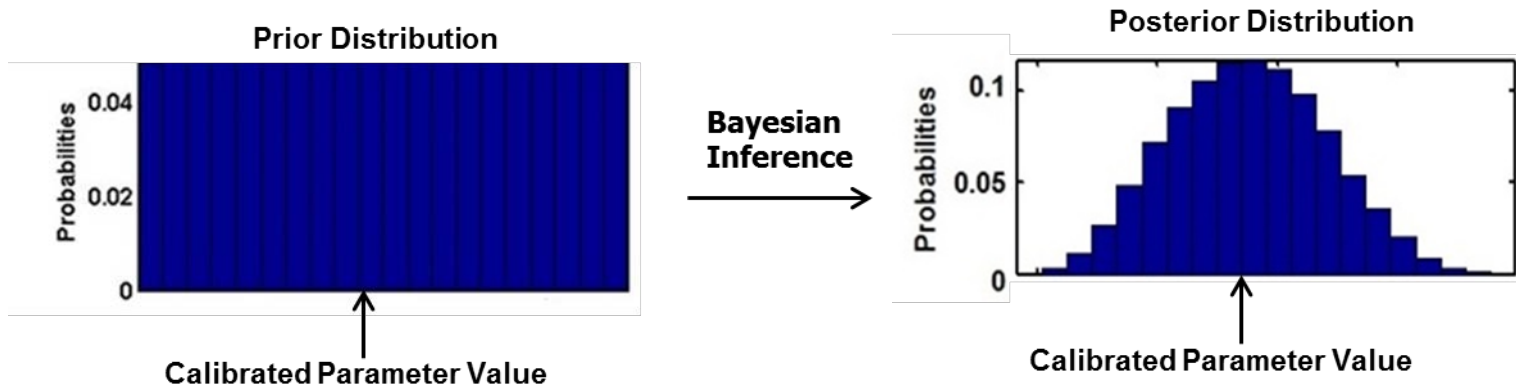 Prior Distribution
Probabilities
0.04
0.02
0
Calibrated Parameter Value
Bayesian
Inference
Posterior Distribution
Probabilities
0.1
0.05
0
Calibrated Parameter Value